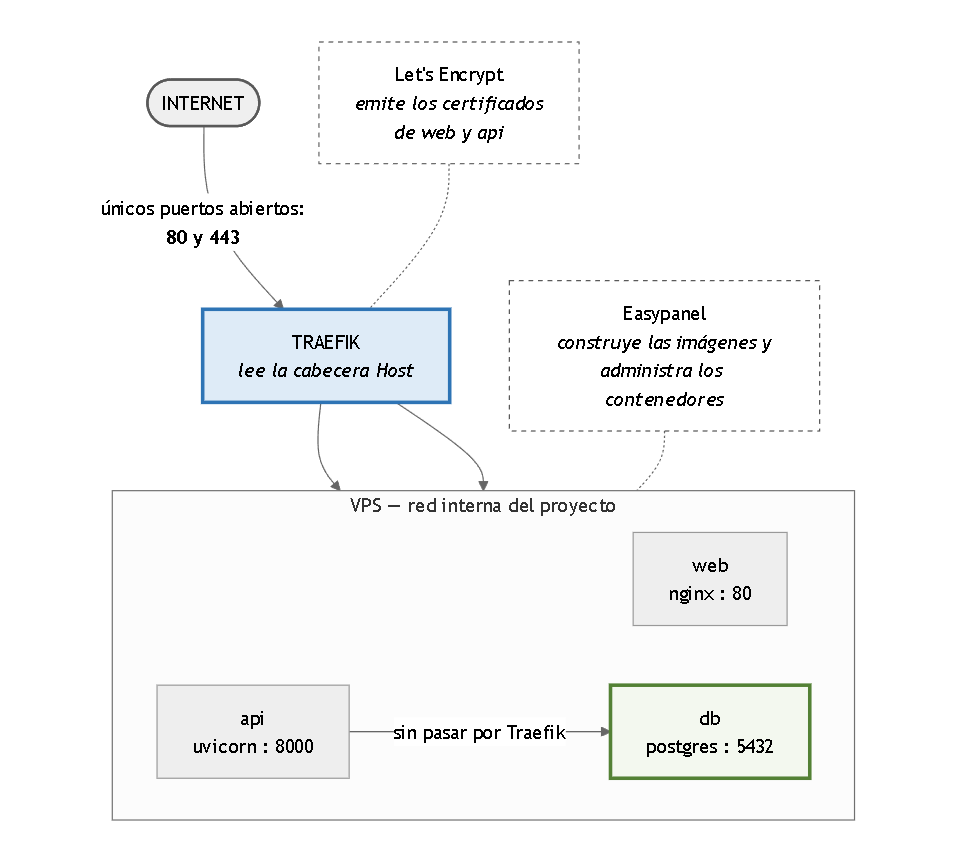 Let's Encrypt
emite los certificados
de web y api
INTERNET
únicos puertos abiertos:
80 y 443
TRAEFIK
lee la cabecera Host
Easypanel
construye las imágenes y
administra los
contenedores
VPS — red interna del proyecto
web
nginx : 80
api
uvicorn : 8000
sin pasar por Traefik
db
postgres : 5432